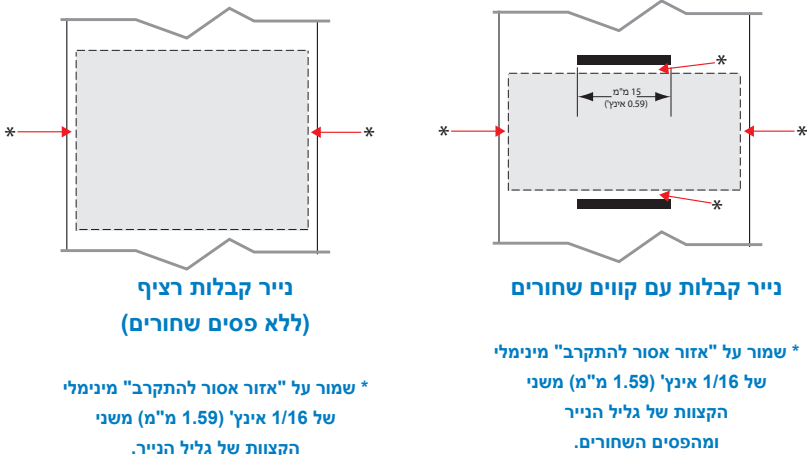 *
*
15 מ"מ
(0.59 אינץ')
*
*
*
*
נייר קבלות עם קווים שחורים
* שמור על "אזור אסור להתקרב" מינימלי
של 1/16 אינץ' (1.59 מ"מ) משני
הקצוות של גליל הנייר
ומהפסים השחורים.
נייר קבלות רציף
(ללא פסים שחורים)
* שמור על "אזור אסור להתקרב" מינימלי
של 1/16 אינץ' (1.59 מ"מ) משני
הקצוות של גליל הנייר.